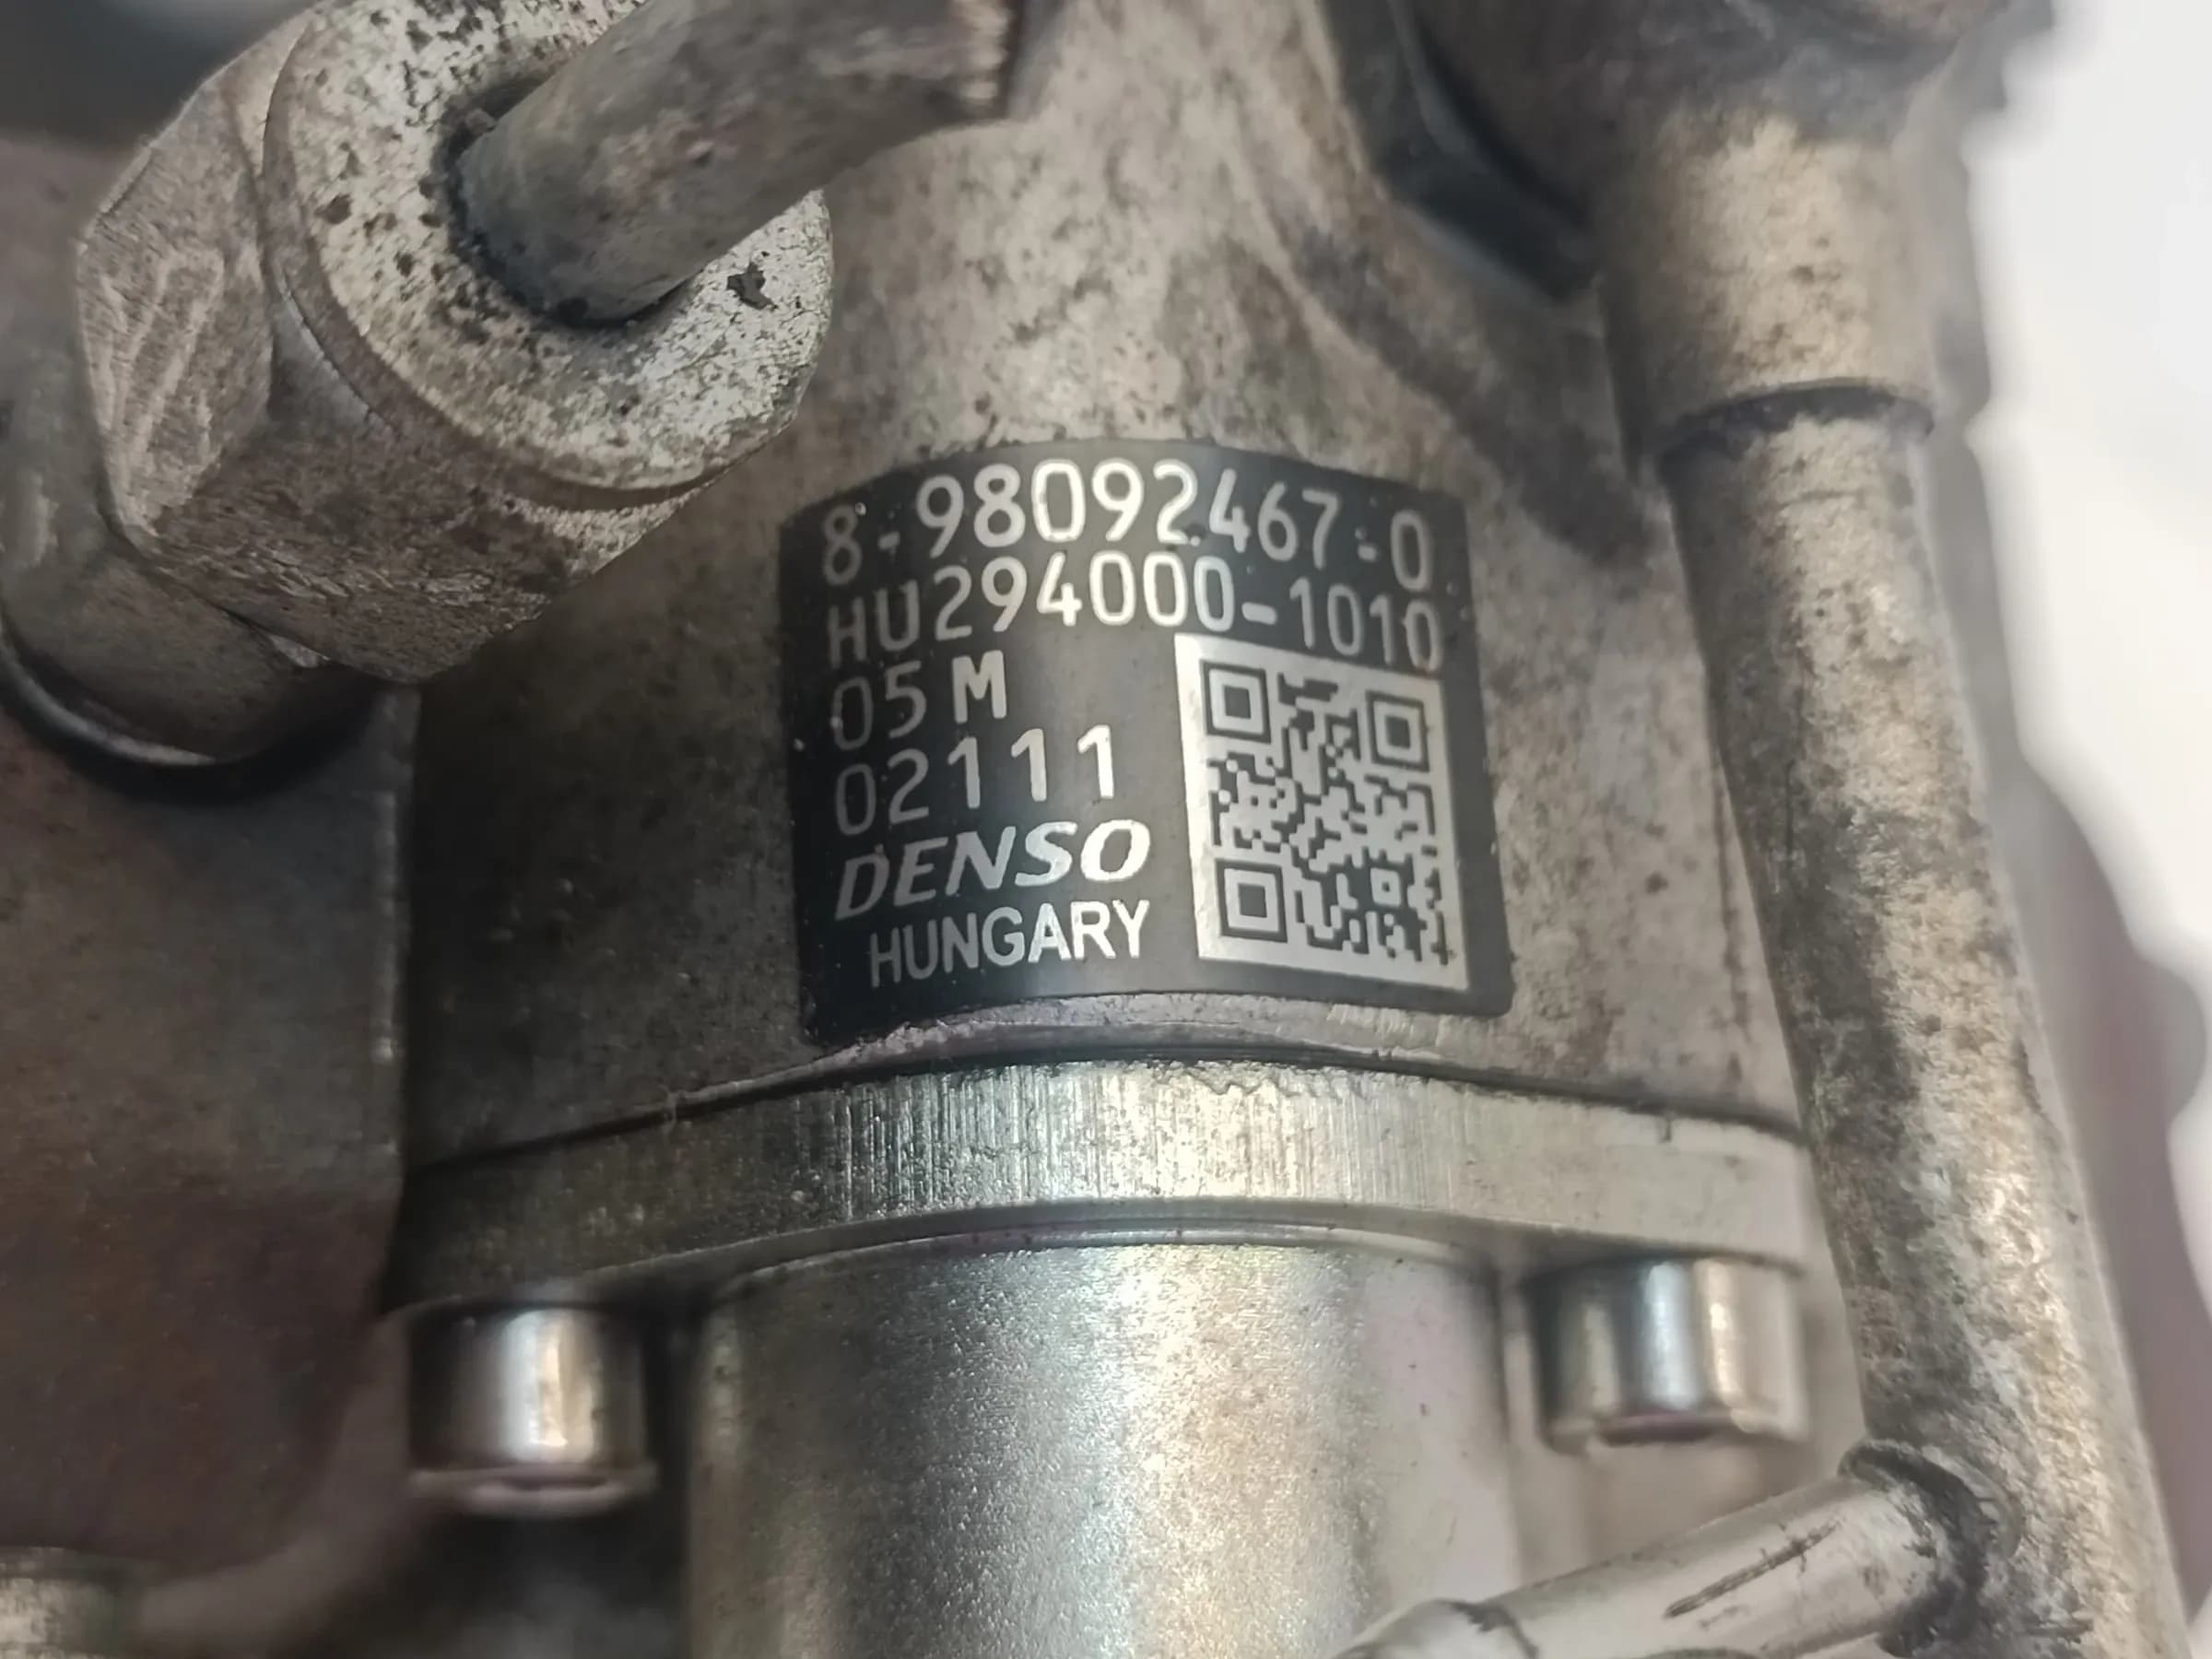 8-98092467-0
HU294000-1010
05M
02111
DENSO
HUNGARY